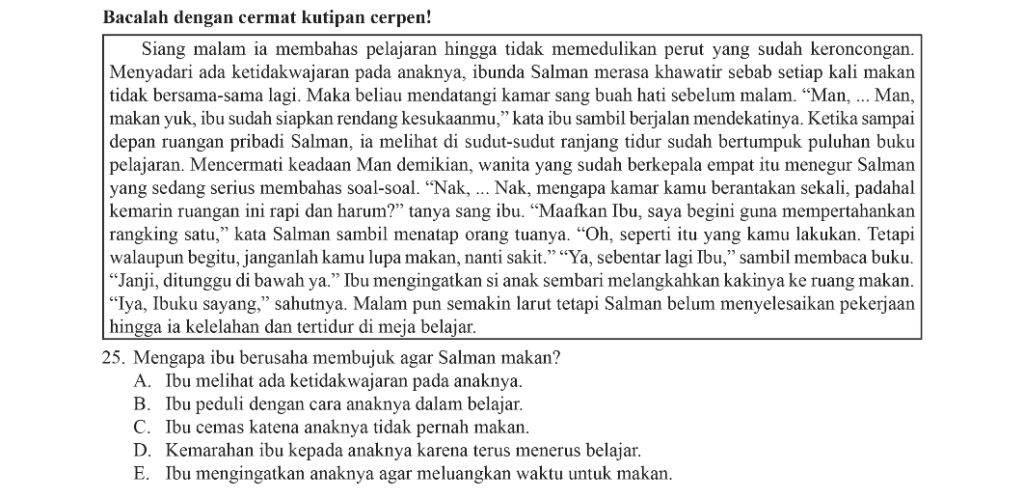 Bacalah dengan cermat kutipan cerpen!
Siang malam ia membahas pelajaran hingga tidak memedulikan perut yang sudah keroncongan.
Menyadari ada ketidakwajaran pada anaknya, ibunda Salman merasa khawatir sebab setiap kali makan
tidak bersama-sama lagi. Maka beliau mendatangi kamar sang buah hati sebelum malam. “Man, ... Man,
makan yuk, ibu sudah siapkan rendang kesukaanmu,” kata ibu sambil berjalan mendekatinya. Ketika sampai
depan ruangan pribadi Salman, ia melihat di sudut-sudut ranjang tidur sudah bertumpuk puluhan buku
pelajaran. Mencermati keadaan Man demikian, wanita yang sudah berkepala empat itu menegur Salman
yang sedang serius membahas soal-soal. “Nak, ... Nak, mengapa kamar kamu berantakan sekali, padahal
kemarin ruangan ini rapi dan harum?” tanya sang ibu. “Maafkan Ibu, saya begini guna mempertahankan
rangking satu,” kata Salman sambil menatap orang tuanya. “Oh, seperti itu yang kamu lakukan. Tetapi
walaupun begitu, janganlah kamu lupa makan, nanti sakit.” “Ya, sebentar lagi Ibu,” sambil membaca buku.
“Janji, ditunggu di bawah ya.” Ibu mengingatkan si anak sembari melangkahkan kakinya ke ruang makan.
“Iya, Ibuku sayang,” sahutnya. Malam pun semakin larut tetapi Salman belum menyelesaikan pekerjaan
hingga ia kelelahan dan tertidur di meja belajar.
25. Mengapa ibu berusaha membujuk agar Salman makan?
A. Ibu melihat ada ketidakwajaran pada anaknya.
B. Ibu peduli dengan cara anaknya dalam belajar.
C. Ibu cemas katena anaknya tidak pernah makan.
D. Kemarahan ibu kepada anaknya karena terus menerus belajar.
E. Ibu mengingatkan anaknya agar meluangkan waktu untuk makan.